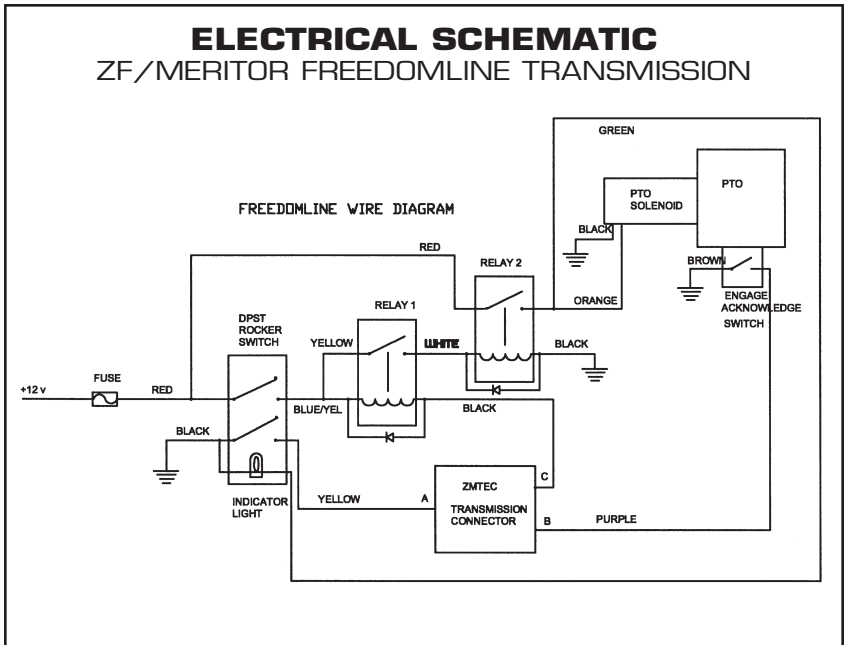 ELECTRICAL SCHEMATIC
ZF/MERITOR FREEDOMLINE TRANSMISSION
GREEN
FREEDOMLINE WIRE DIAGRAM
PTO
SOLENOID
PTO
BLACK
RED
RELAY 2
BROWN
ORANGE
ENGAGE
ACKNOWLEDGE
SWITCH
RELAY 1
DPST
ROCKER
SWITCH
YELLOW
WHITE
BLACK
+12 v
FUSE
RED
BLUE/YEL
BLACK
BLACK
INDICATOR
LIGHT
YELLOW
A
ZMTEC
TRANSMISSION
CONNECTOR
C
B
PURPLE